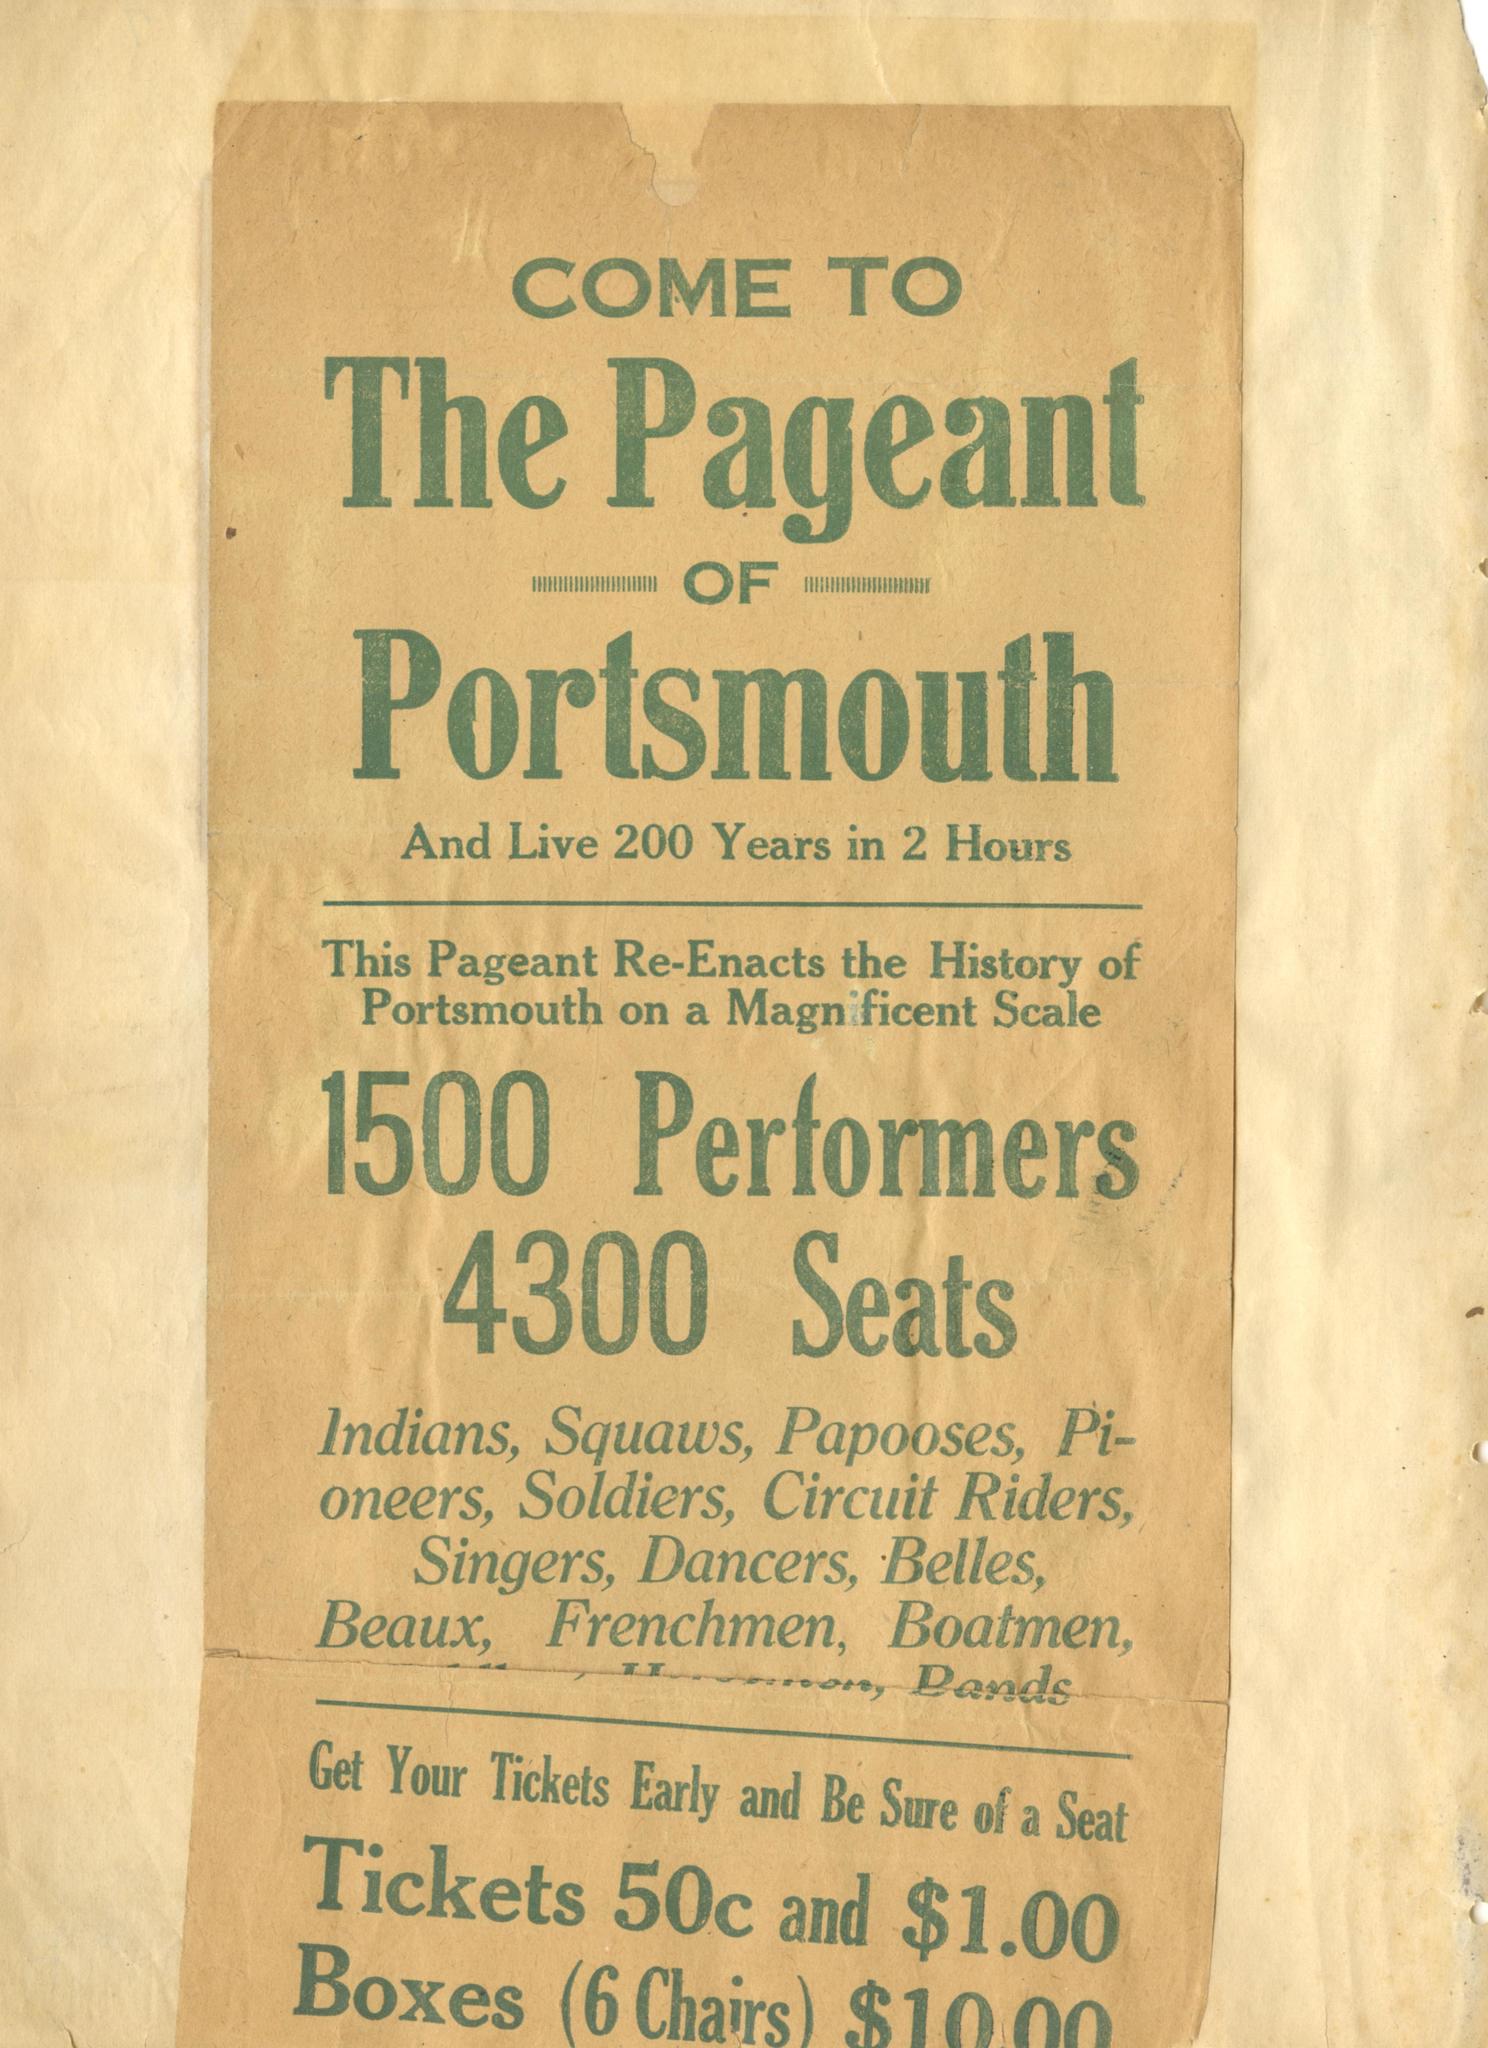 COME TO
The Pageant
OF
Portsmouth
And Live 200 Years in 2 Hours
This Pageant Re-Enacts the History of
Portsmouth on a Magnificent Scale
1500 Performers
4300 Seats
Indians, Squaws, Papooses, Pi-
oneers, Soldiers, Circuit Riders,
Singers, Dancers, Belles,
Beaux, Frenchmen, Boatmen,
Bands
Get Your Tickets Early and Be Sure of a Seat
Tickets 50c and $1.00
Boxes (6 Chairs) $10.00